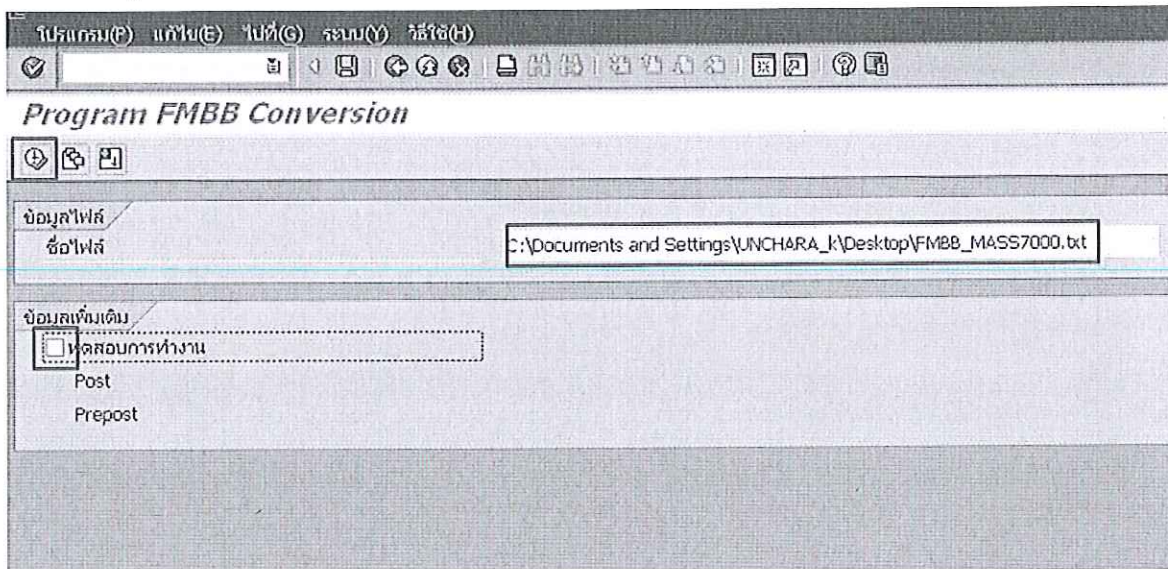 โปรแกรม(P) แก้ไข(E) ไปที่(G) ระบบ(Y) วิธีใช้(H)
Program FMBB Conversion
ข้อมูลไฟล์
ชื่อไฟล์ C:\Documents and Settings\UNCHARA_k\Desktop\FMBB_MASS7000.txt
ข้อมูลเพิ่มเติม
ทดสอบการทำงาน
Post
Prepost